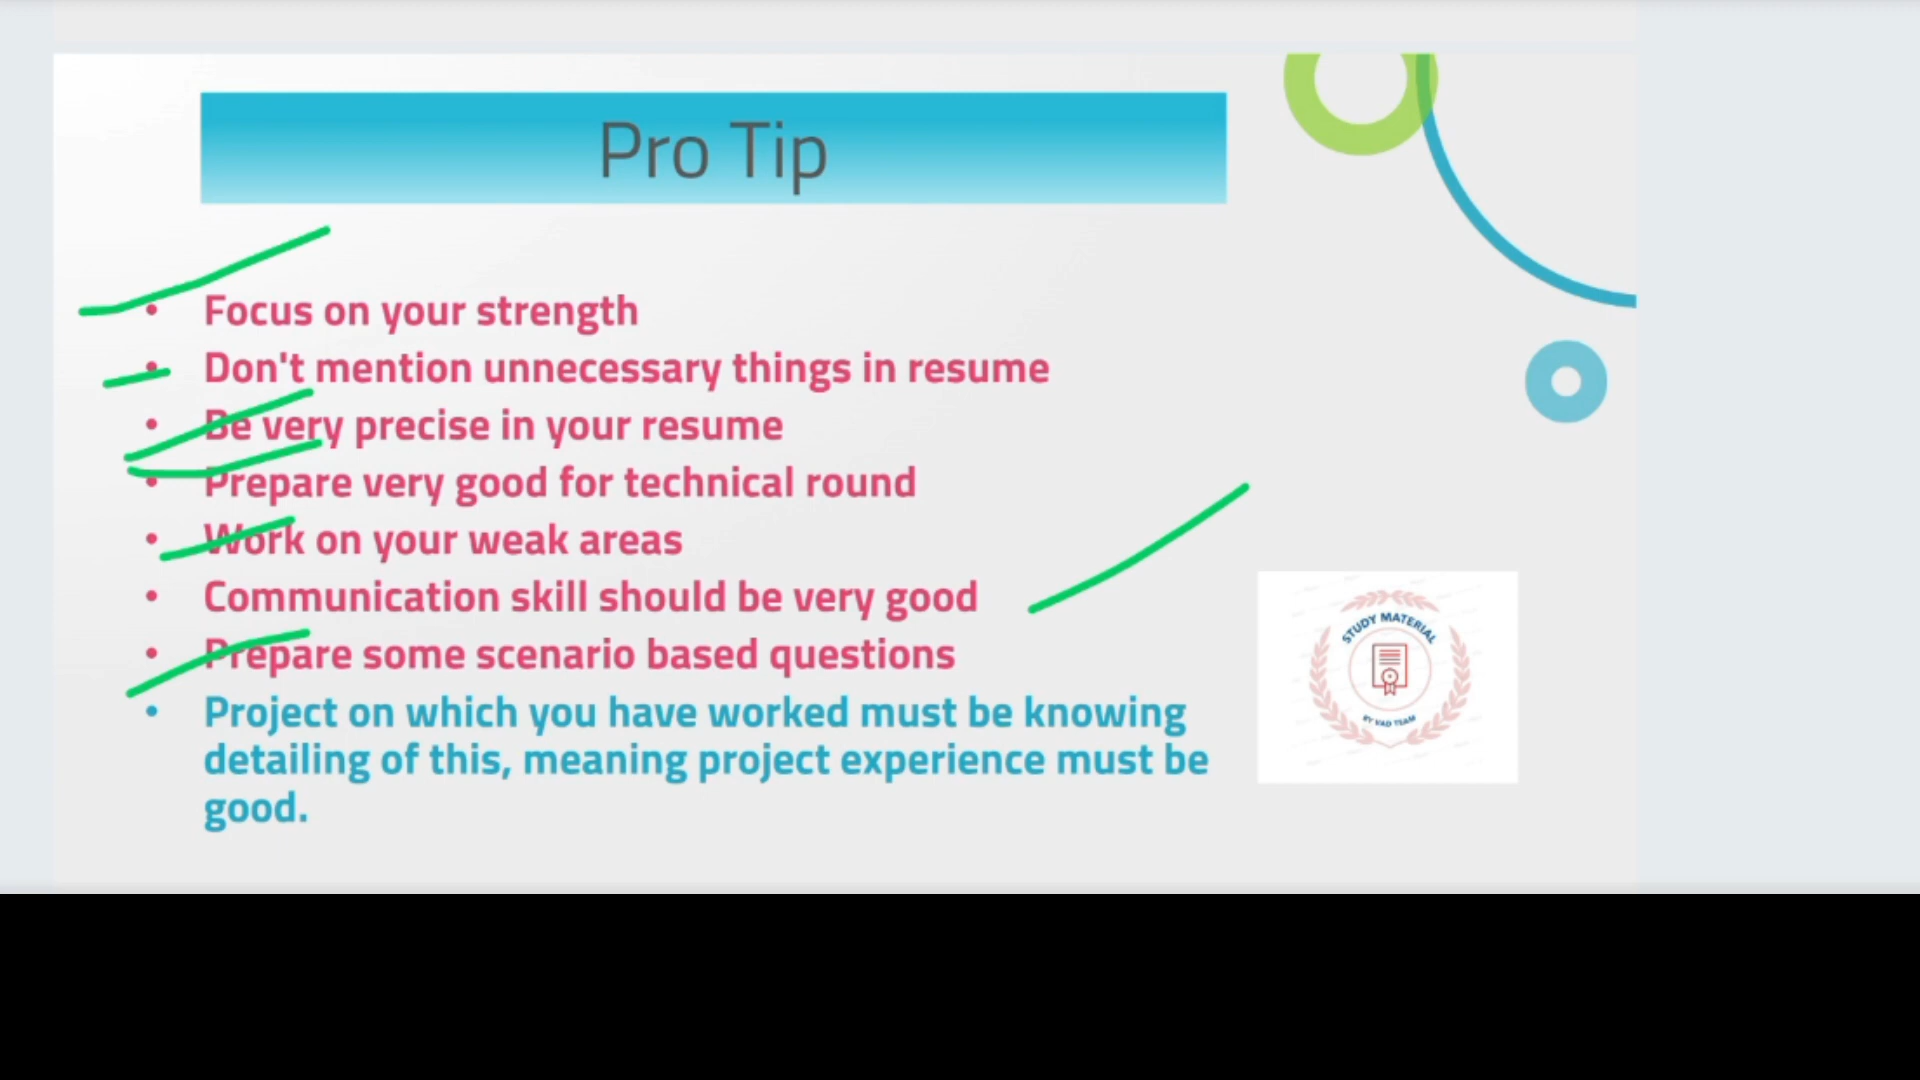 Pro Tip
• Focus on your strength
• Don't mention unnecessary things in resume
• Be very precise in your resume
• Prepare very good for technical round
• Work on your weak areas
• Communication skill should be very good
• Prepare some scenario based questions
• Project on which you have worked must be knowing
detailing of this, meaning project experience must be
good.
STUDY MATERIAL
BY VAD TEAM